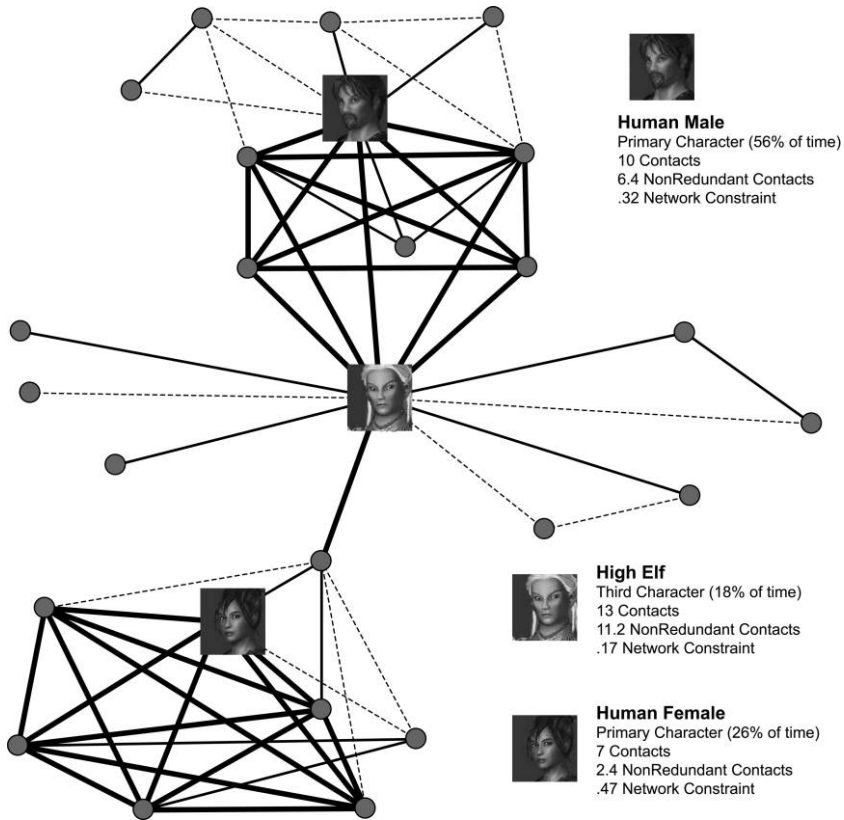 Human Male
Primary Character (56% of time)
10 Contacts
6.4 NonRedundant Contacts
.32 Network Constraint
High Elf
Third Character (18% of time)
13 Contacts
11.2 NonRedundant Contacts
.17 Network Constraint
Human Female
Primary Character (26% of time)
7 Contacts
2.4 NonRedundant Contacts
.47 Network Constraint